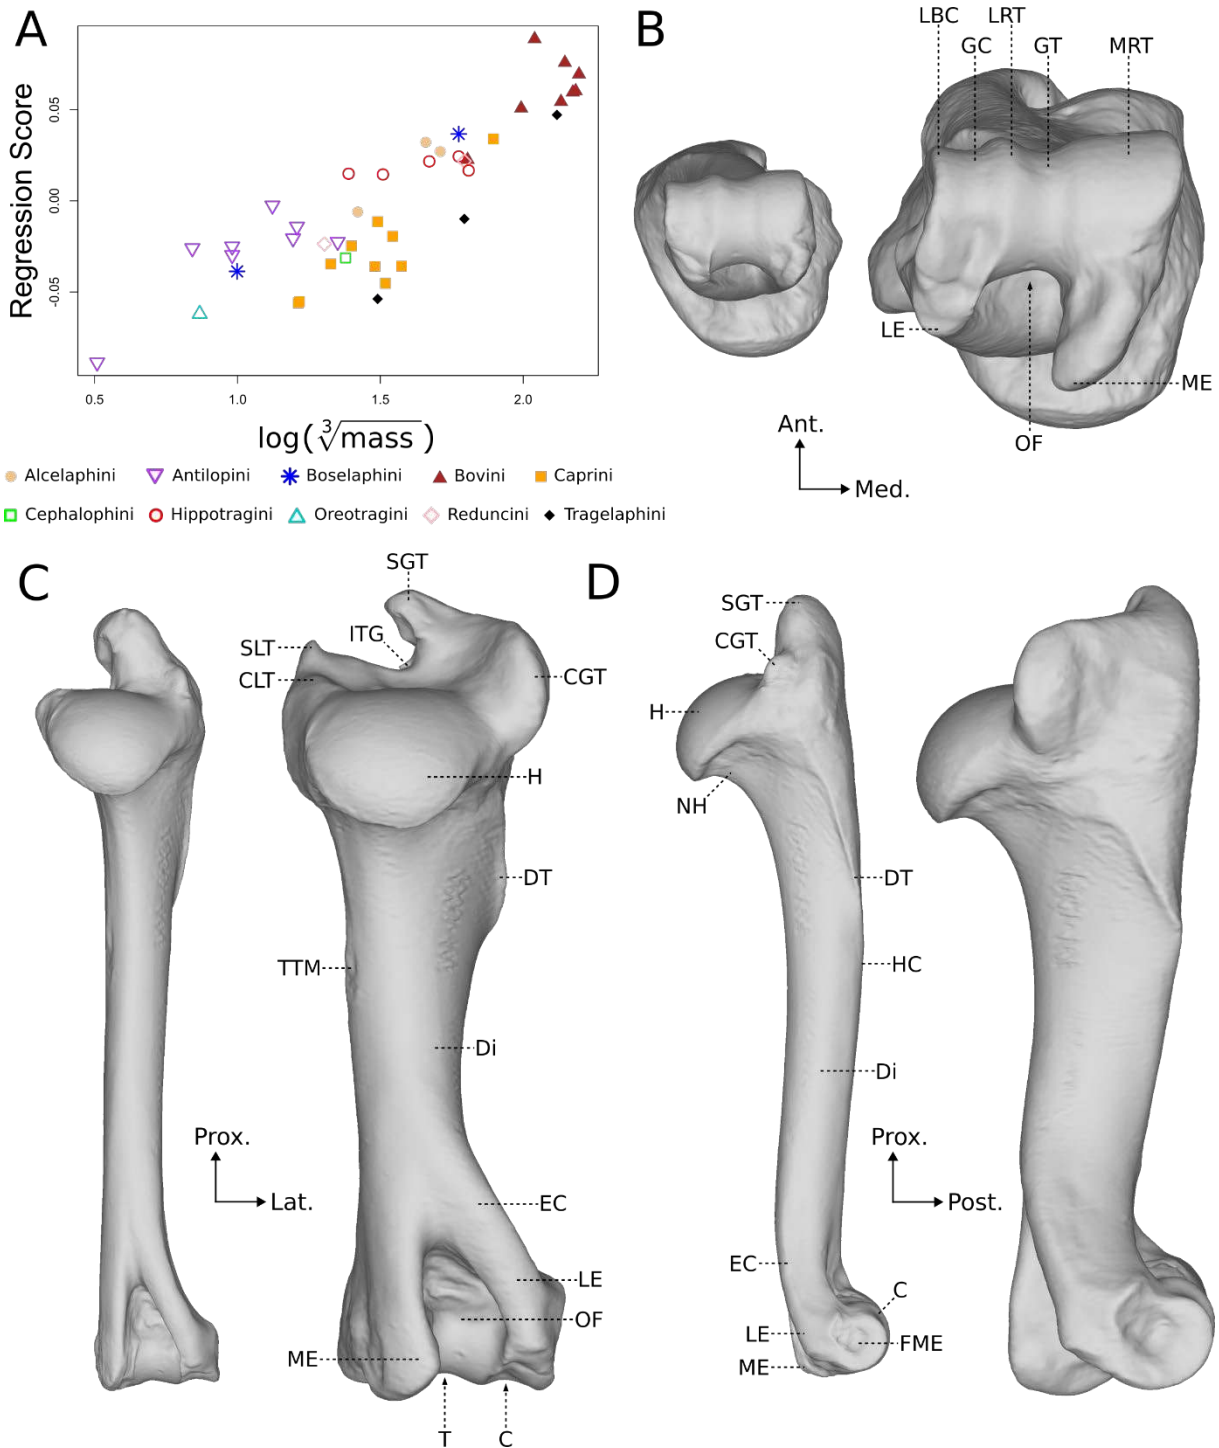 A
Regression Score
0.05
0.00
-0.05
0.5 1.0 1.5 2.0
log(∛mass)
Alcelaphini Antilopini Boselaphini Bovini Caprini
Cephalophini Hippotragini Oreotragini Reduncini Tragelaphini
B
LBC LRT
GC GT MRT
LE
ME
OF
Ant.
Med.
C
SGT
ITG
SLT
CLT
CGT
H
DT
TTM
Di
Prox.
Lat.
EC
LE
OF
ME
T C
D
SGT
CGT
H
NH
DT
HC
Di
Prox.
Post.
EC
C
LE
FME
ME